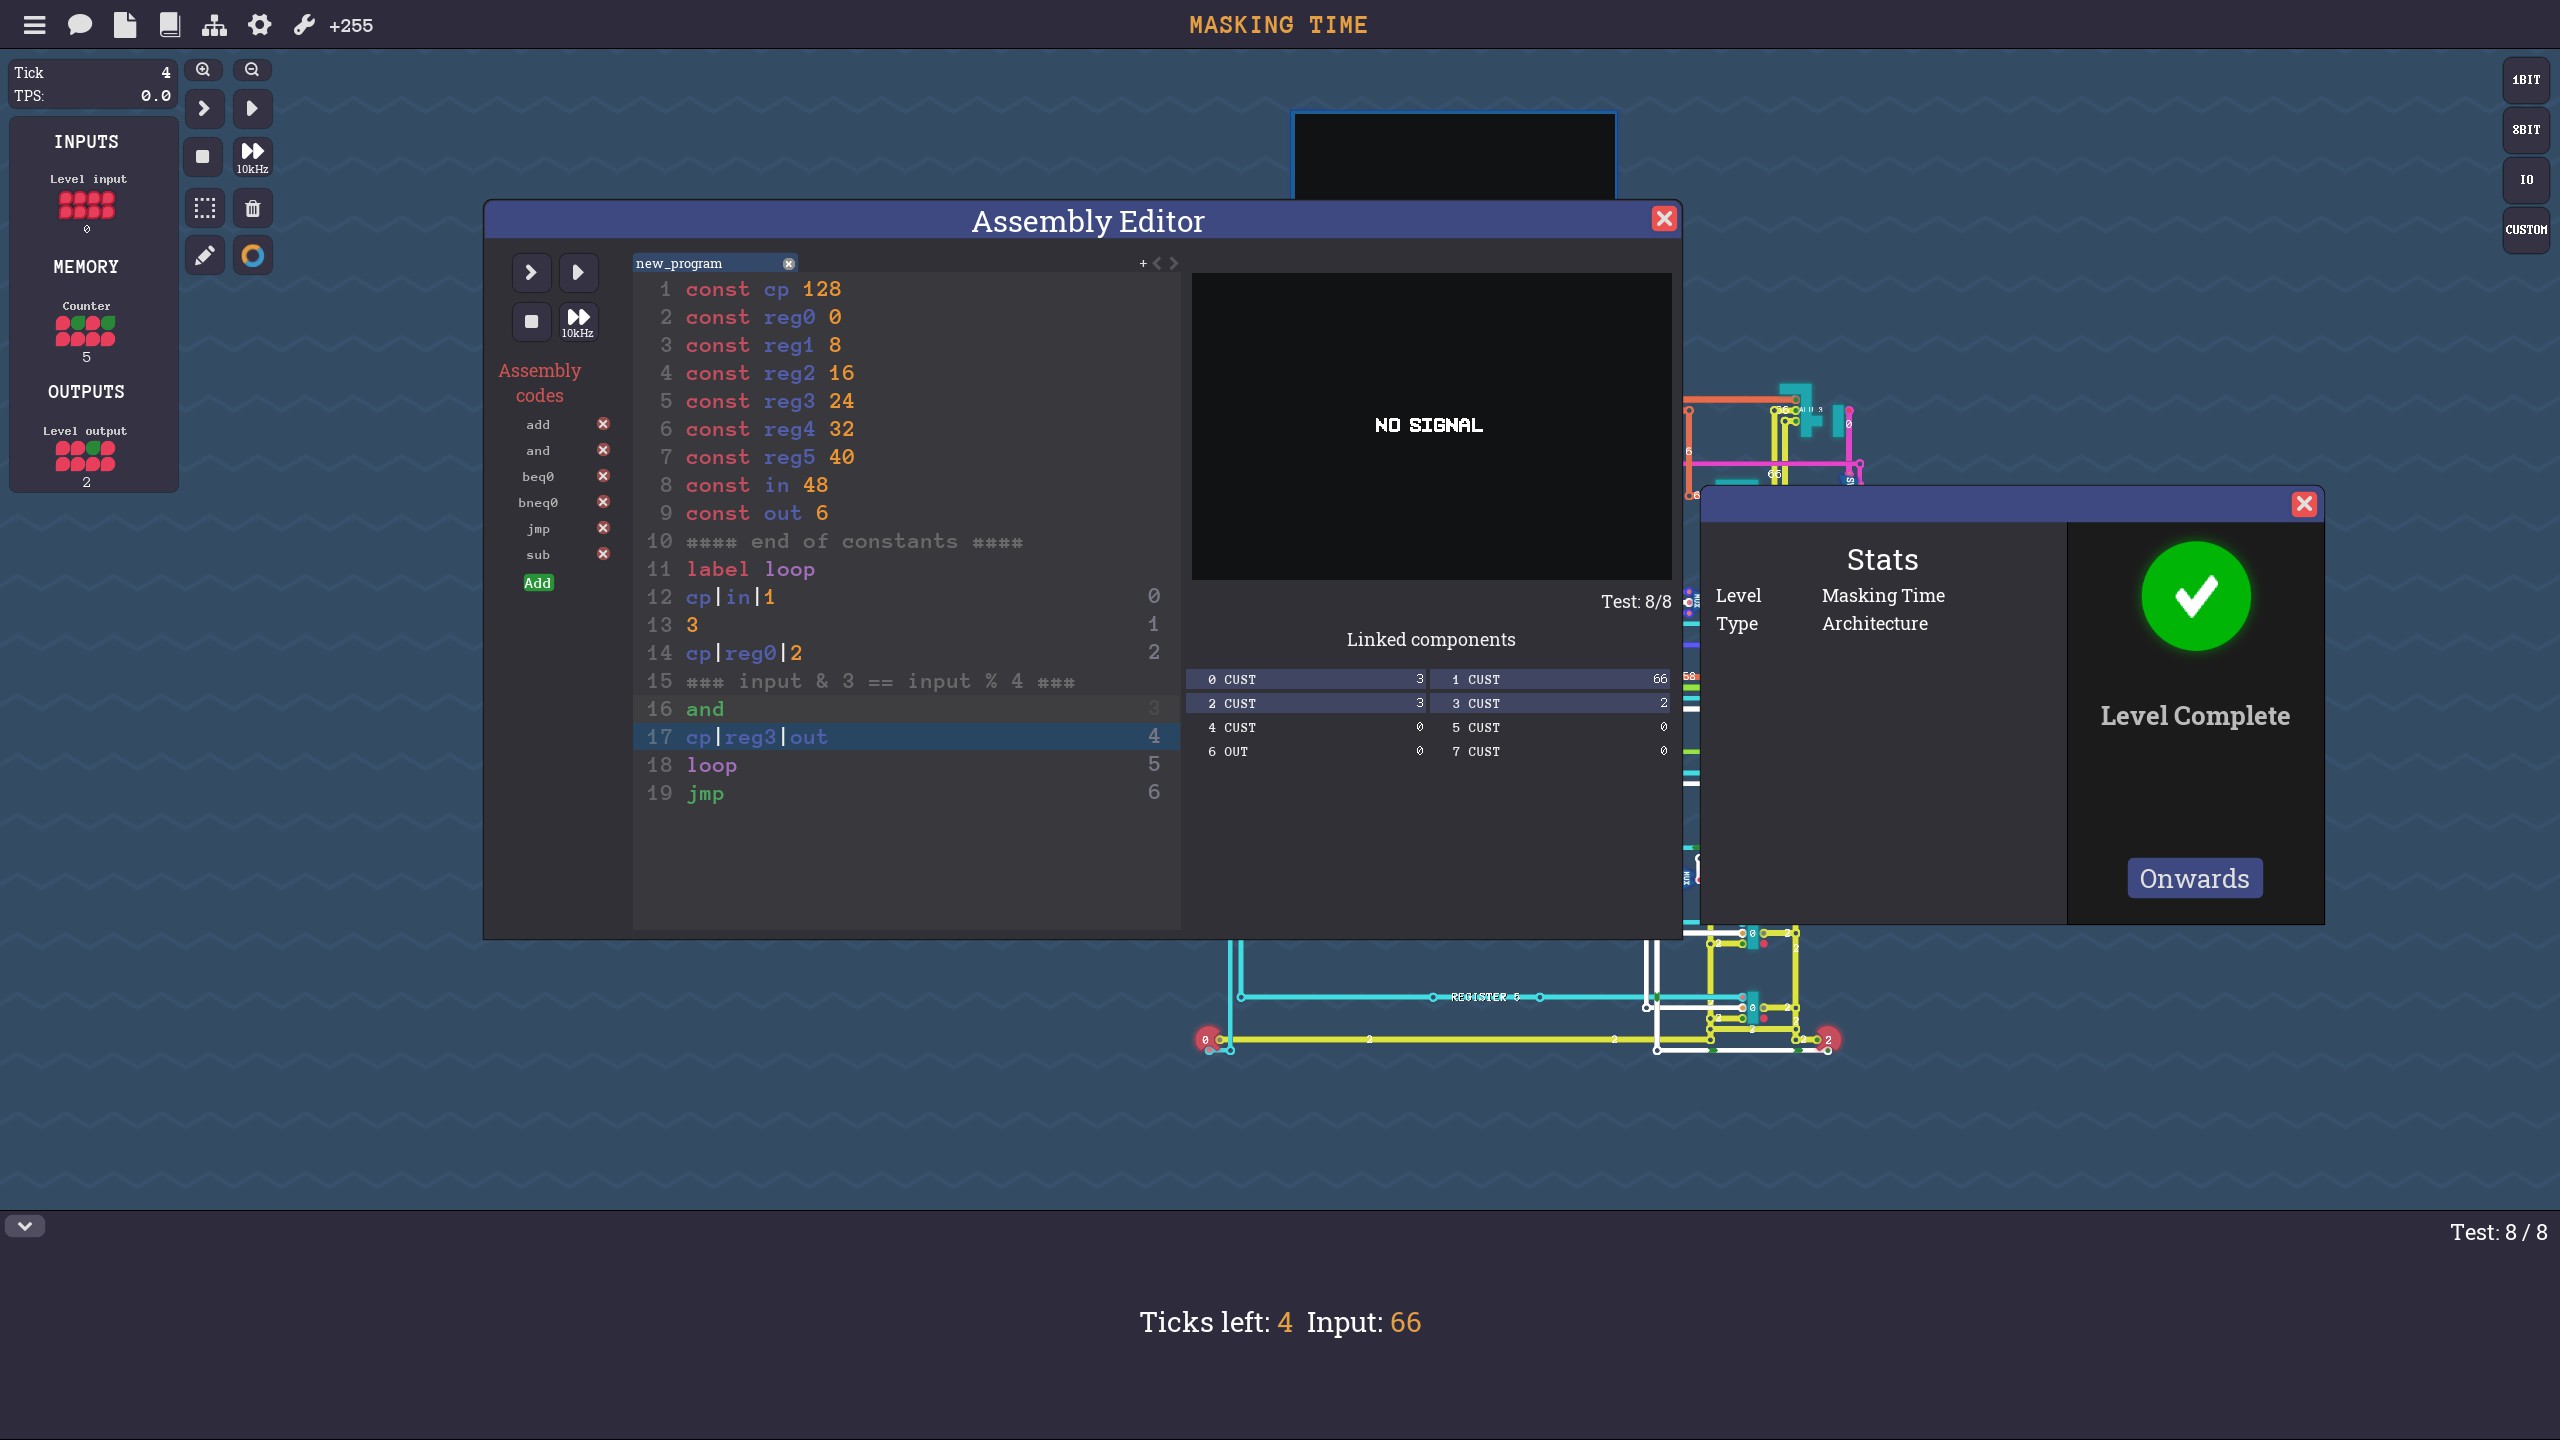 +255
MASKING TIME
Tick 4
TPS: 0.0
10kHz
INPUTS
Level input
0
MEMORY
Counter
5
OUTPUTS
Level output
2
1BIT
8BIT
IO
CUSTOM
Assembly Editor
10kHz
Assembly
codes
add
and
beq0
bneq0
jmp
sub
Add
new_program
+
1 const cp 128
2 const reg0 0
3 const reg1 8
4 const reg2 16
5 const reg3 24
6 const reg4 32
7 const reg5 40
8 const in 48
9 const out 6
10 #### end of constants ####
11 label loop
12 cp|in|1 0
13 3 1
14 cp|reg0|2 2
15 ### input & 3 == input % 4 ###
16 and 3
17 cp|reg3|out 4
18 loop 5
19 jmp 6
NO SIGNAL
Test: 8/8
Linked components
0 CUST 3 1 CUST 66
2 CUST 3 3 CUST 2
4 CUST 0 5 CUST 0
6 OUT 0 7 CUST 0
Stats
Level Masking Time
Type Architecture
Level Complete
Onwards
REGISTER 5
0 2 2 2
Test: 8 / 8
Ticks left: 4 Input: 66